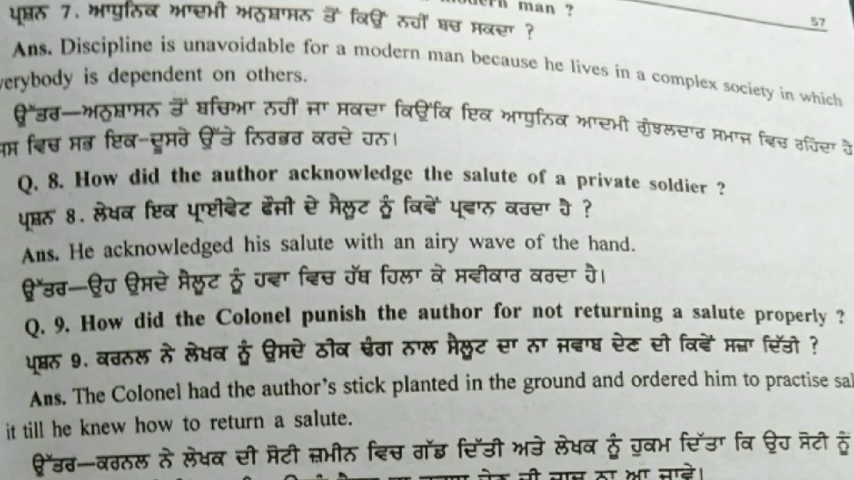 man ?
57
ਪ੍ਰਸ਼ਨ 7. ਆਧੁਨਿਕ ਆਦਮੀ ਅਨੁਸ਼ਾਸਨ ਤੋਂ ਕਿਉਂ ਨਹੀਂ ਬਚ ਸਕਦਾ ?
Ans. Discipline is unavoidable for a modern man because he lives in a complex society in which
verybody is dependent on others.
ਉੱਤਰ—ਅਨੁਸ਼ਾਸਨ ਤੋਂ ਬਚਿਆ ਨਹੀਂ ਜਾ ਸਕਦਾ ਕਿਉਂਕਿ ਇਕ ਆਧੁਨਿਕ ਆਦਮੀ ਗੁੰਝਲਦਾਰ ਸਮਾਜ ਵਿਚ ਰਹਿੰਦਾ ਹੈ
ਸ ਵਿਚ ਸਭ ਇਕ-ਦੂਸਰੇ ਉੱਤੇ ਨਿਰਭਰ ਕਰਦੇ ਹਨ।
Q. 8. How did the author acknowledge the salute of a private soldier ?
ਪ੍ਰਸ਼ਨ 8. ਲੇਖਕ ਇਕ ਪ੍ਰਾਈਵੇਟ ਫੌਜੀ ਦੇ ਸੈਲੂਟ ਨੂੰ ਕਿਵੇਂ ਪ੍ਰਵਾਨ ਕਰਦਾ ਹੈ ?
Ans. He acknowledged his salute with an airy wave of the hand.
ਉੱਤਰ—ਉਹ ਉਸਦੇ ਸੈਲੂਟ ਨੂੰ ਹਵਾ ਵਿਚ ਹੱਥ ਹਿਲਾ ਕੇ ਸਵੀਕਾਰ ਕਰਦਾ ਹੈ।
Q. 9. How did the Colonel punish the author for not returning a salute properly ?
ਪ੍ਰਸ਼ਨ 9. ਕਰਨਲ ਨੇ ਲੇਖਕ ਨੂੰ ਉਸਦੇ ਠੀਕ ਢੰਗ ਨਾਲ ਸੈਲੂਟ ਦਾ ਨਾ ਜਵਾਬ ਦੇਣ ਦੀ ਕਿਵੇਂ ਸਜ਼ਾ ਦਿੱਤੀ ?
Ans. The Colonel had the author's stick planted in the ground and ordered him to practise sal
it till he knew how to return a salute.
ਉੱਤਰ—ਕਰਨਲ ਨੇ ਲੇਖਕ ਦੀ ਸੋਟੀ ਜ਼ਮੀਨ ਵਿਚ ਗੱਡ ਦਿੱਤੀ ਅਤੇ ਲੇਖਕ ਨੂੰ ਹੁਕਮ ਦਿੱਤਾ ਕਿ ਉਹ ਸੋਟੀ ਨੂੰ
ਨਾ ਆ ਜਾਵੇ।